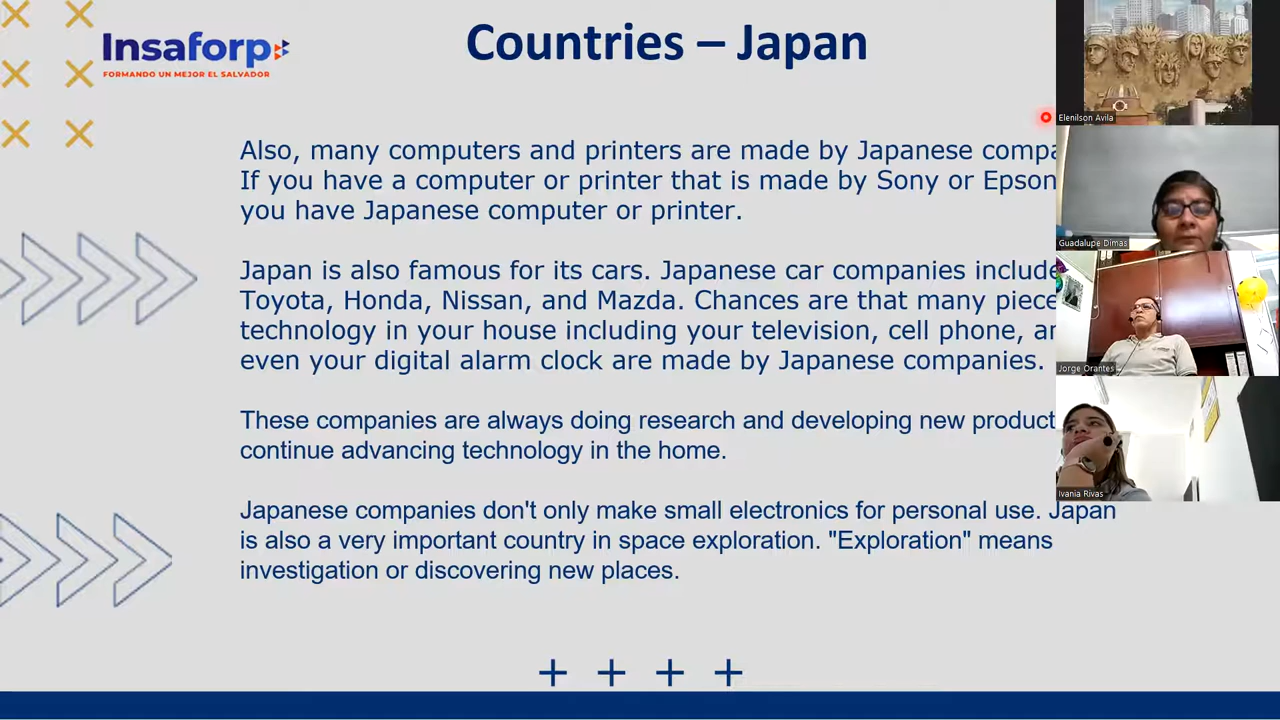 Insaforp
FORMANDO UN MEJOR EL SALVADOR
Countries – Japan
Also, many computers and printers are made by Japanese
If you have a computer or printer that is made by Sony or Epson
you have Japanese computer or printer.
Japan is also famous for its cars. Japanese car companies include
Toyota, Honda, Nissan, and Mazda. Chances are that many
technology in your house including your television, cell phone,
even your digital alarm clock are made by Japanese companies.
These companies are always doing research and developing new
continue advancing technology in the home.
Japanese companies don't only make small electronics for personal use. Japan
is also a very important country in space exploration. "Exploration" means
investigation or discovering new places.
Elenilson Avila
Guadalupe Dimas
Jorge Orantes
Ivania Rivas